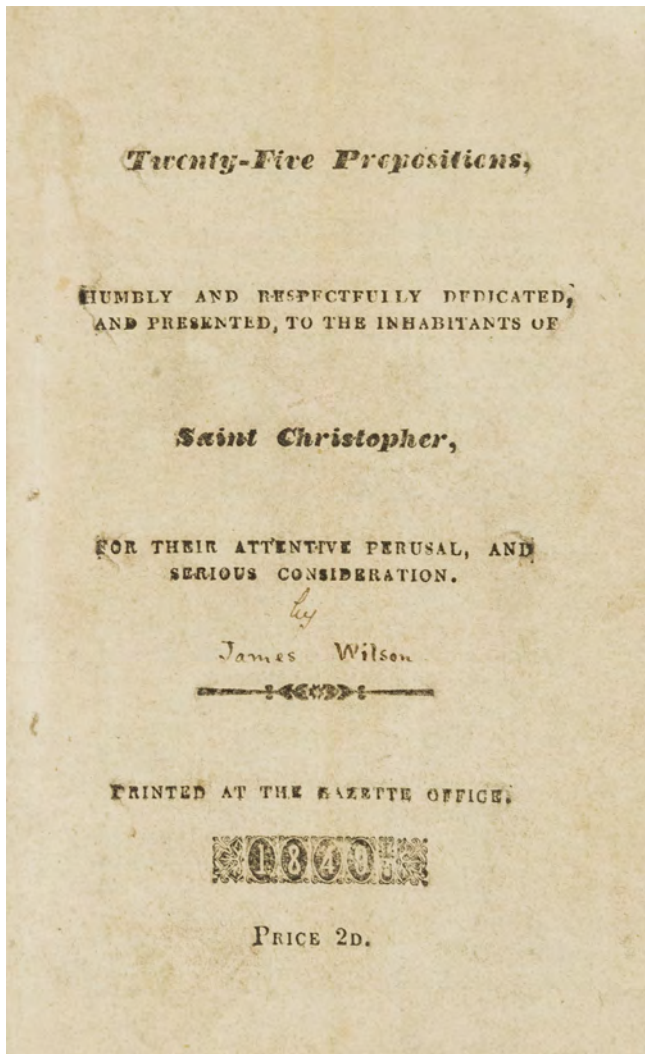 Twenty-Five Propositions,
HUMBLY AND RESPECTFULLY DEDICATED,
AND PRESENTED, TO THE INHABITANTS OF
Saint Christopher,
FOR THEIR ATTENTIVE PERUSAL, AND
SERIOUS CONSIDERATION.
by
James Wilson
PRINTED AT THE GAZETTE OFFICE.
1840
PRICE 2D.